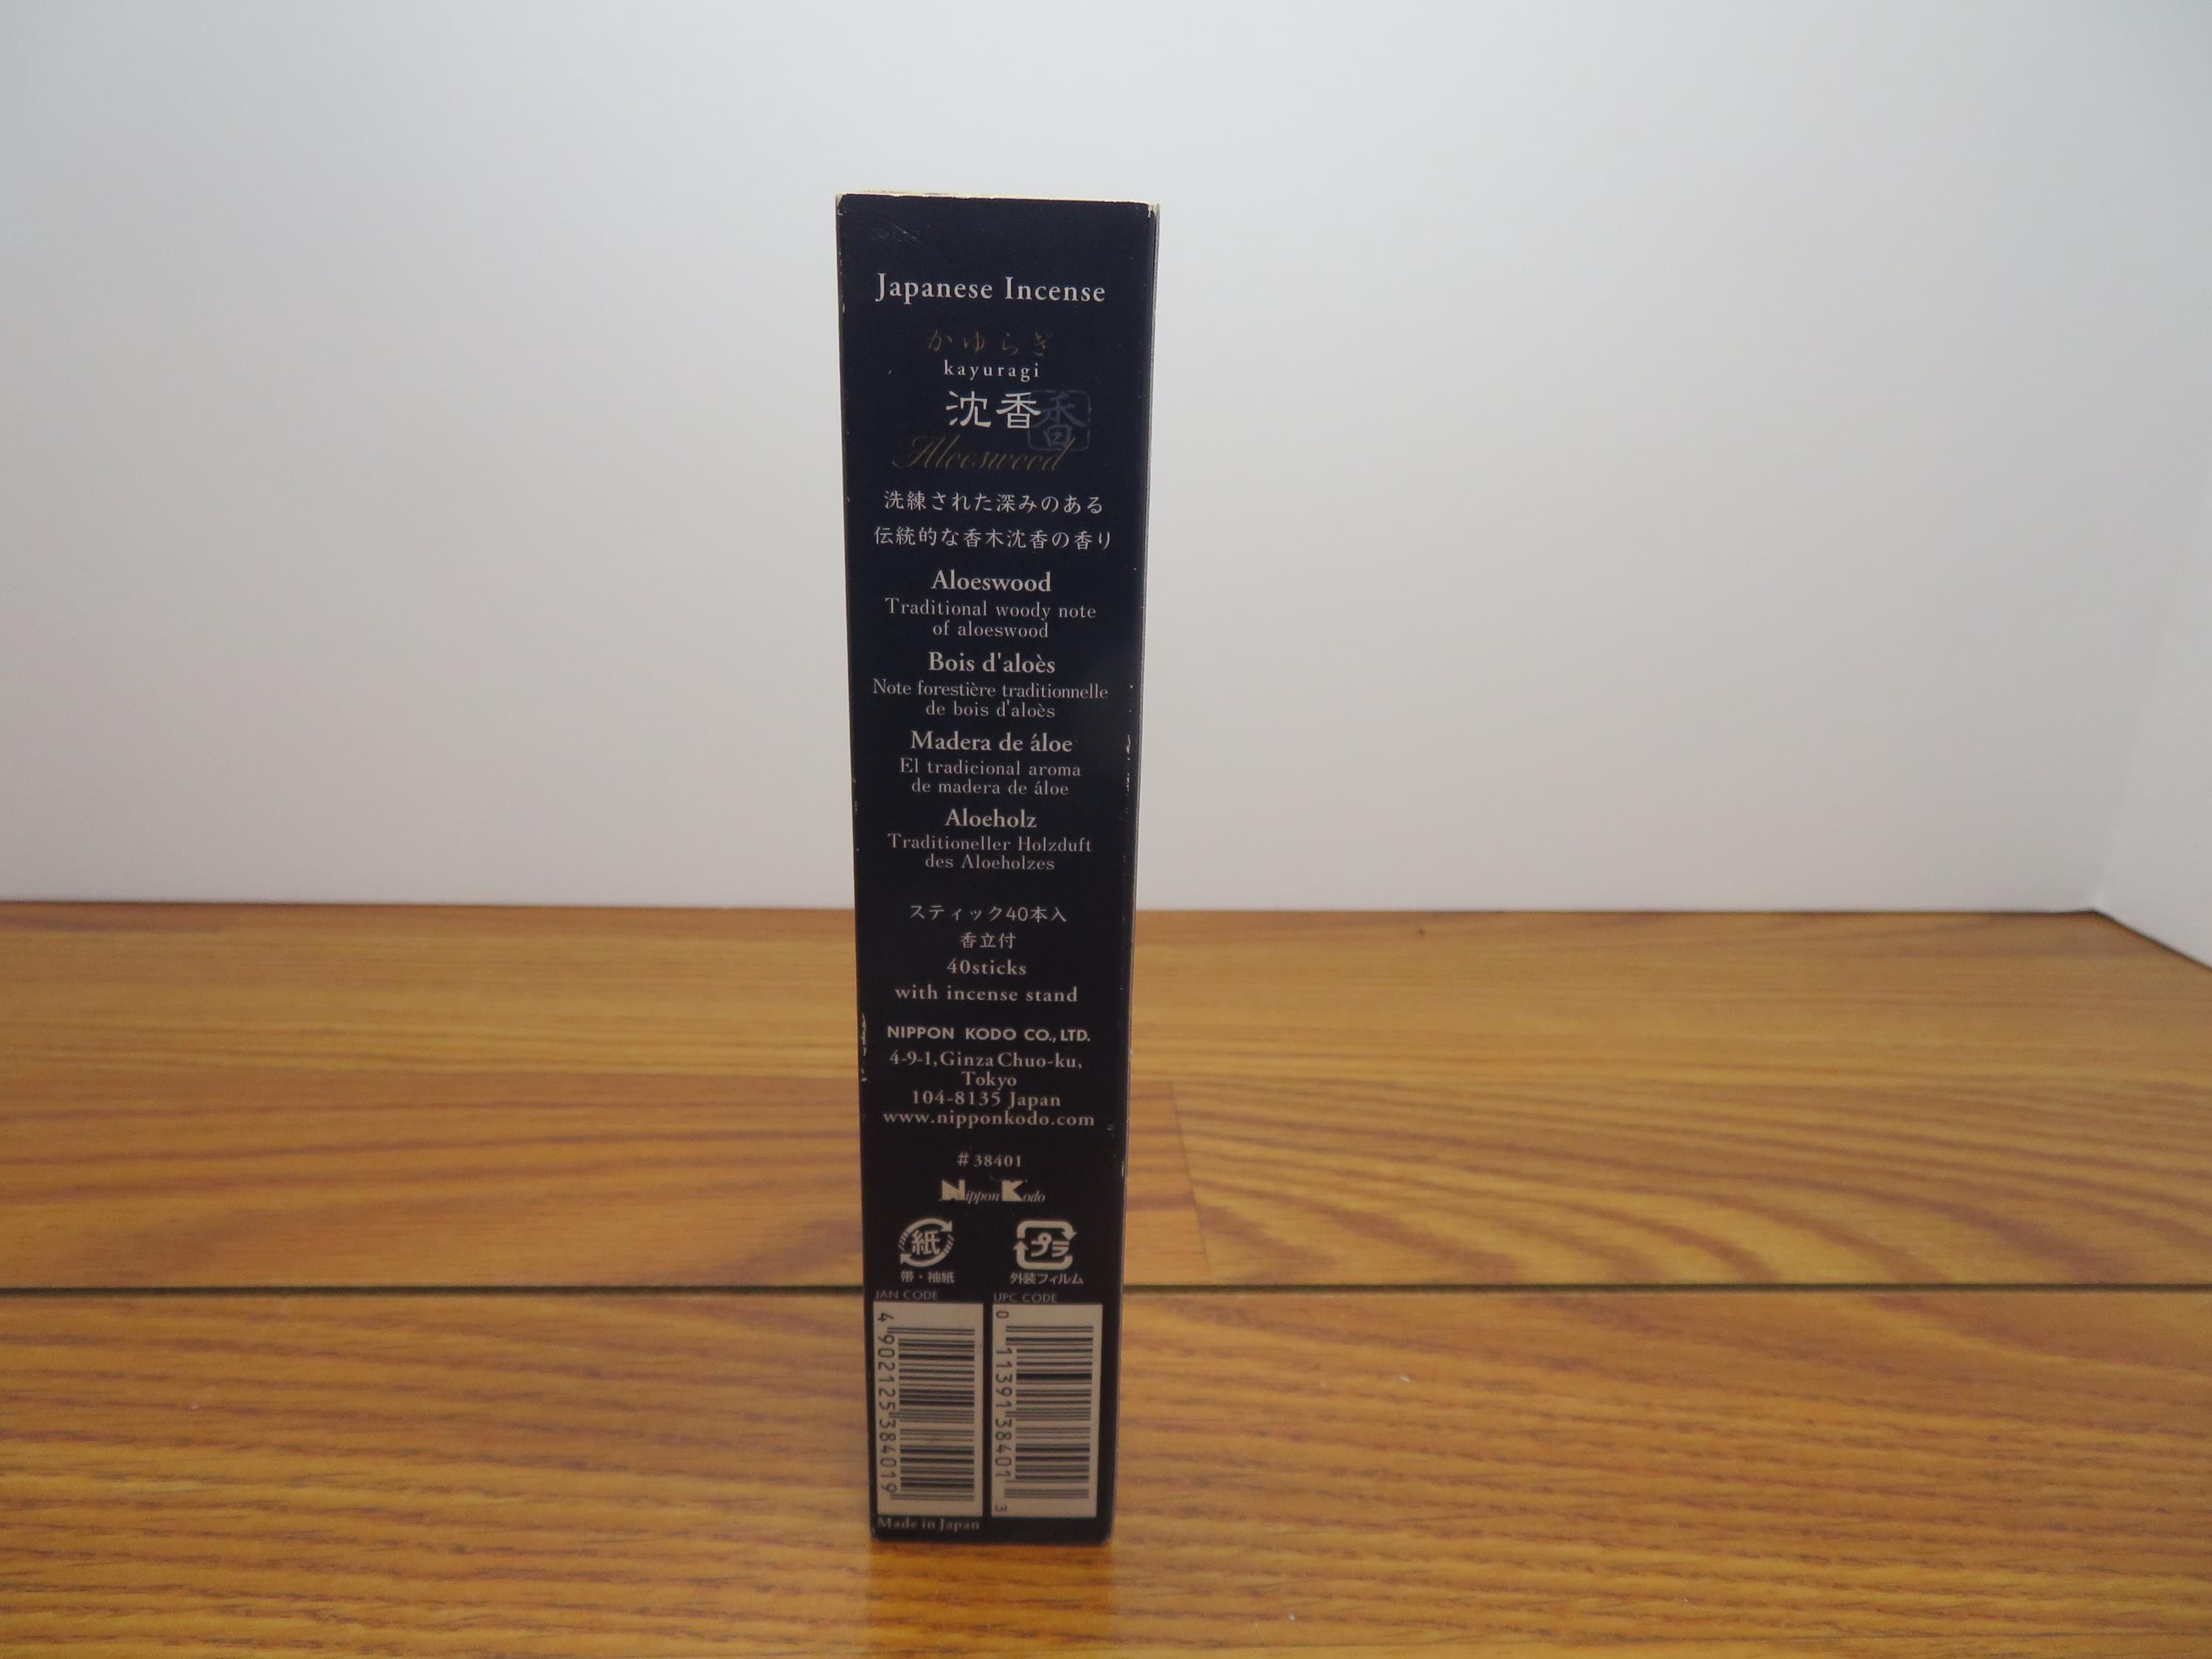 Japanese Incense
かゆらぎ
kayuragi
沈香
香
Aloeswood
洗練された深みのある
伝統的な香木沈香の香り
Aloeswood
Traditional woody note
of aloeswood
Bois d'aloès
Note forestière traditionnelle
de bois d'aloès
Madera de áloe
El tradicional aroma
de madera de áloe
Aloeholz
Traditioneller Holzduft
des Aloeholzes
スティック40本入
香立付
40sticks
with incense stand
NIPPON KODO CO., LTD.
4-9-1,Ginza Chuo-ku,
Tokyo
104-8135 Japan
www.nipponkodo.com
#38401
Nippon Kodo
紙 プラ
帯・袖紙 外装フィルム
JAN CODE UPC CODE
4 902125 384019
0 11391 38401 3
Made in Japan